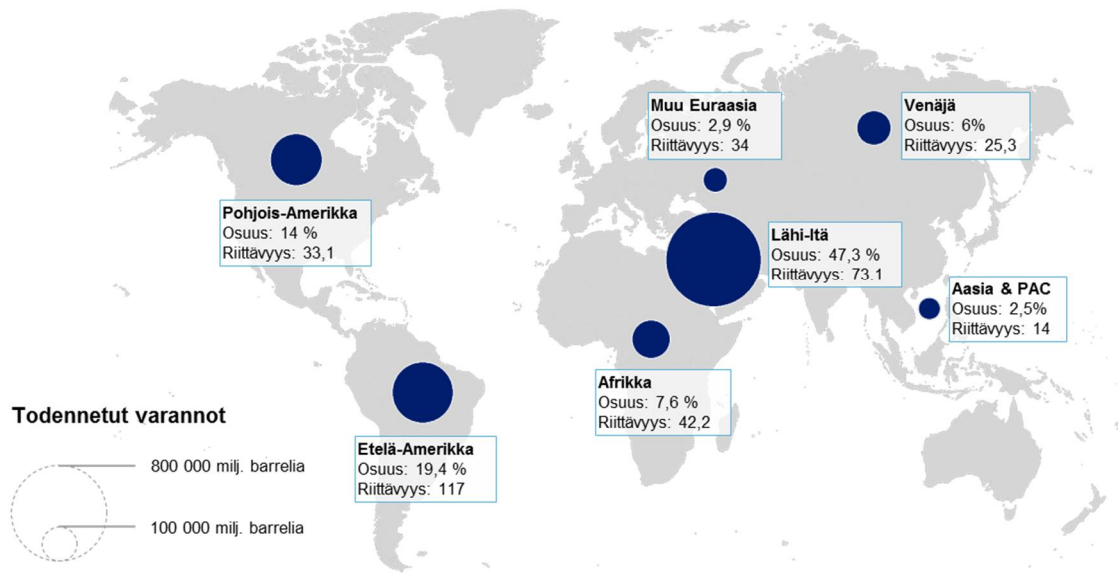 Muu Euraasia
Osuus: 2,9 %
Riittävyys: 34
Venäjä
Osuus: 6%
Riittävyys: 25,3
Pohjois-Amerikka
Osuus: 14 %
Riittävyys: 33,1
Lähi-Itä
Osuus: 47,3 %
Riittävyys: 73.1
Aasia & PAC
Osuus: 2,5%
Riittävyys: 14
Afrikka
Osuus: 7,6 %
Riittävyys: 42,2
Etelä-Amerikka
Osuus: 19,4 %
Riittävyys: 117
Todennetut varannot
800 000 milj. barrelia
100 000 milj. barrelia